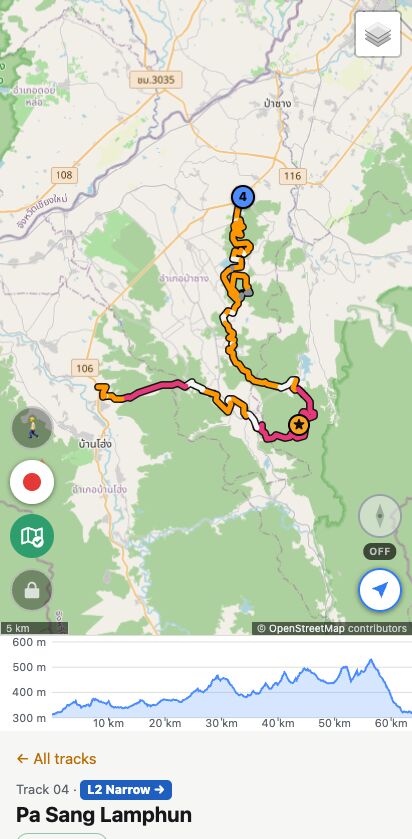 ชม.3035
อำเภอดอยหล่อ
ป่าซาง
108
116
จังหวัดเชียงใหม่
4
อำเภอป่าซาง
106
บ้านโฮ่ง
อำเภอบ้านโฮ่ง
OFF
5 km
© OpenStreetMap contributors
600 m
500 m
400 m
300 m
10 km
20 km
30 km
40 km
50 km
60 km
← All tracks
Track 04 · L2 Narrow →
Pa Sang Lamphun